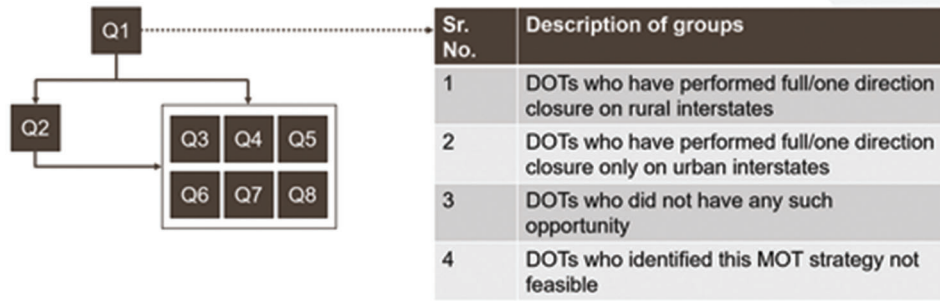 Q1
Q2
Q3 Q4 Q5
Q6 Q7 Q8
Sr. Description of groups
No.
1 DOTs who have performed full/one direction
closure on rural interstates
2 DOTs who have performed full/one direction
closure only on urban interstates
3 DOTs who did not have any such
opportunity
4 DOTs who identified this MOT strategy not
feasible